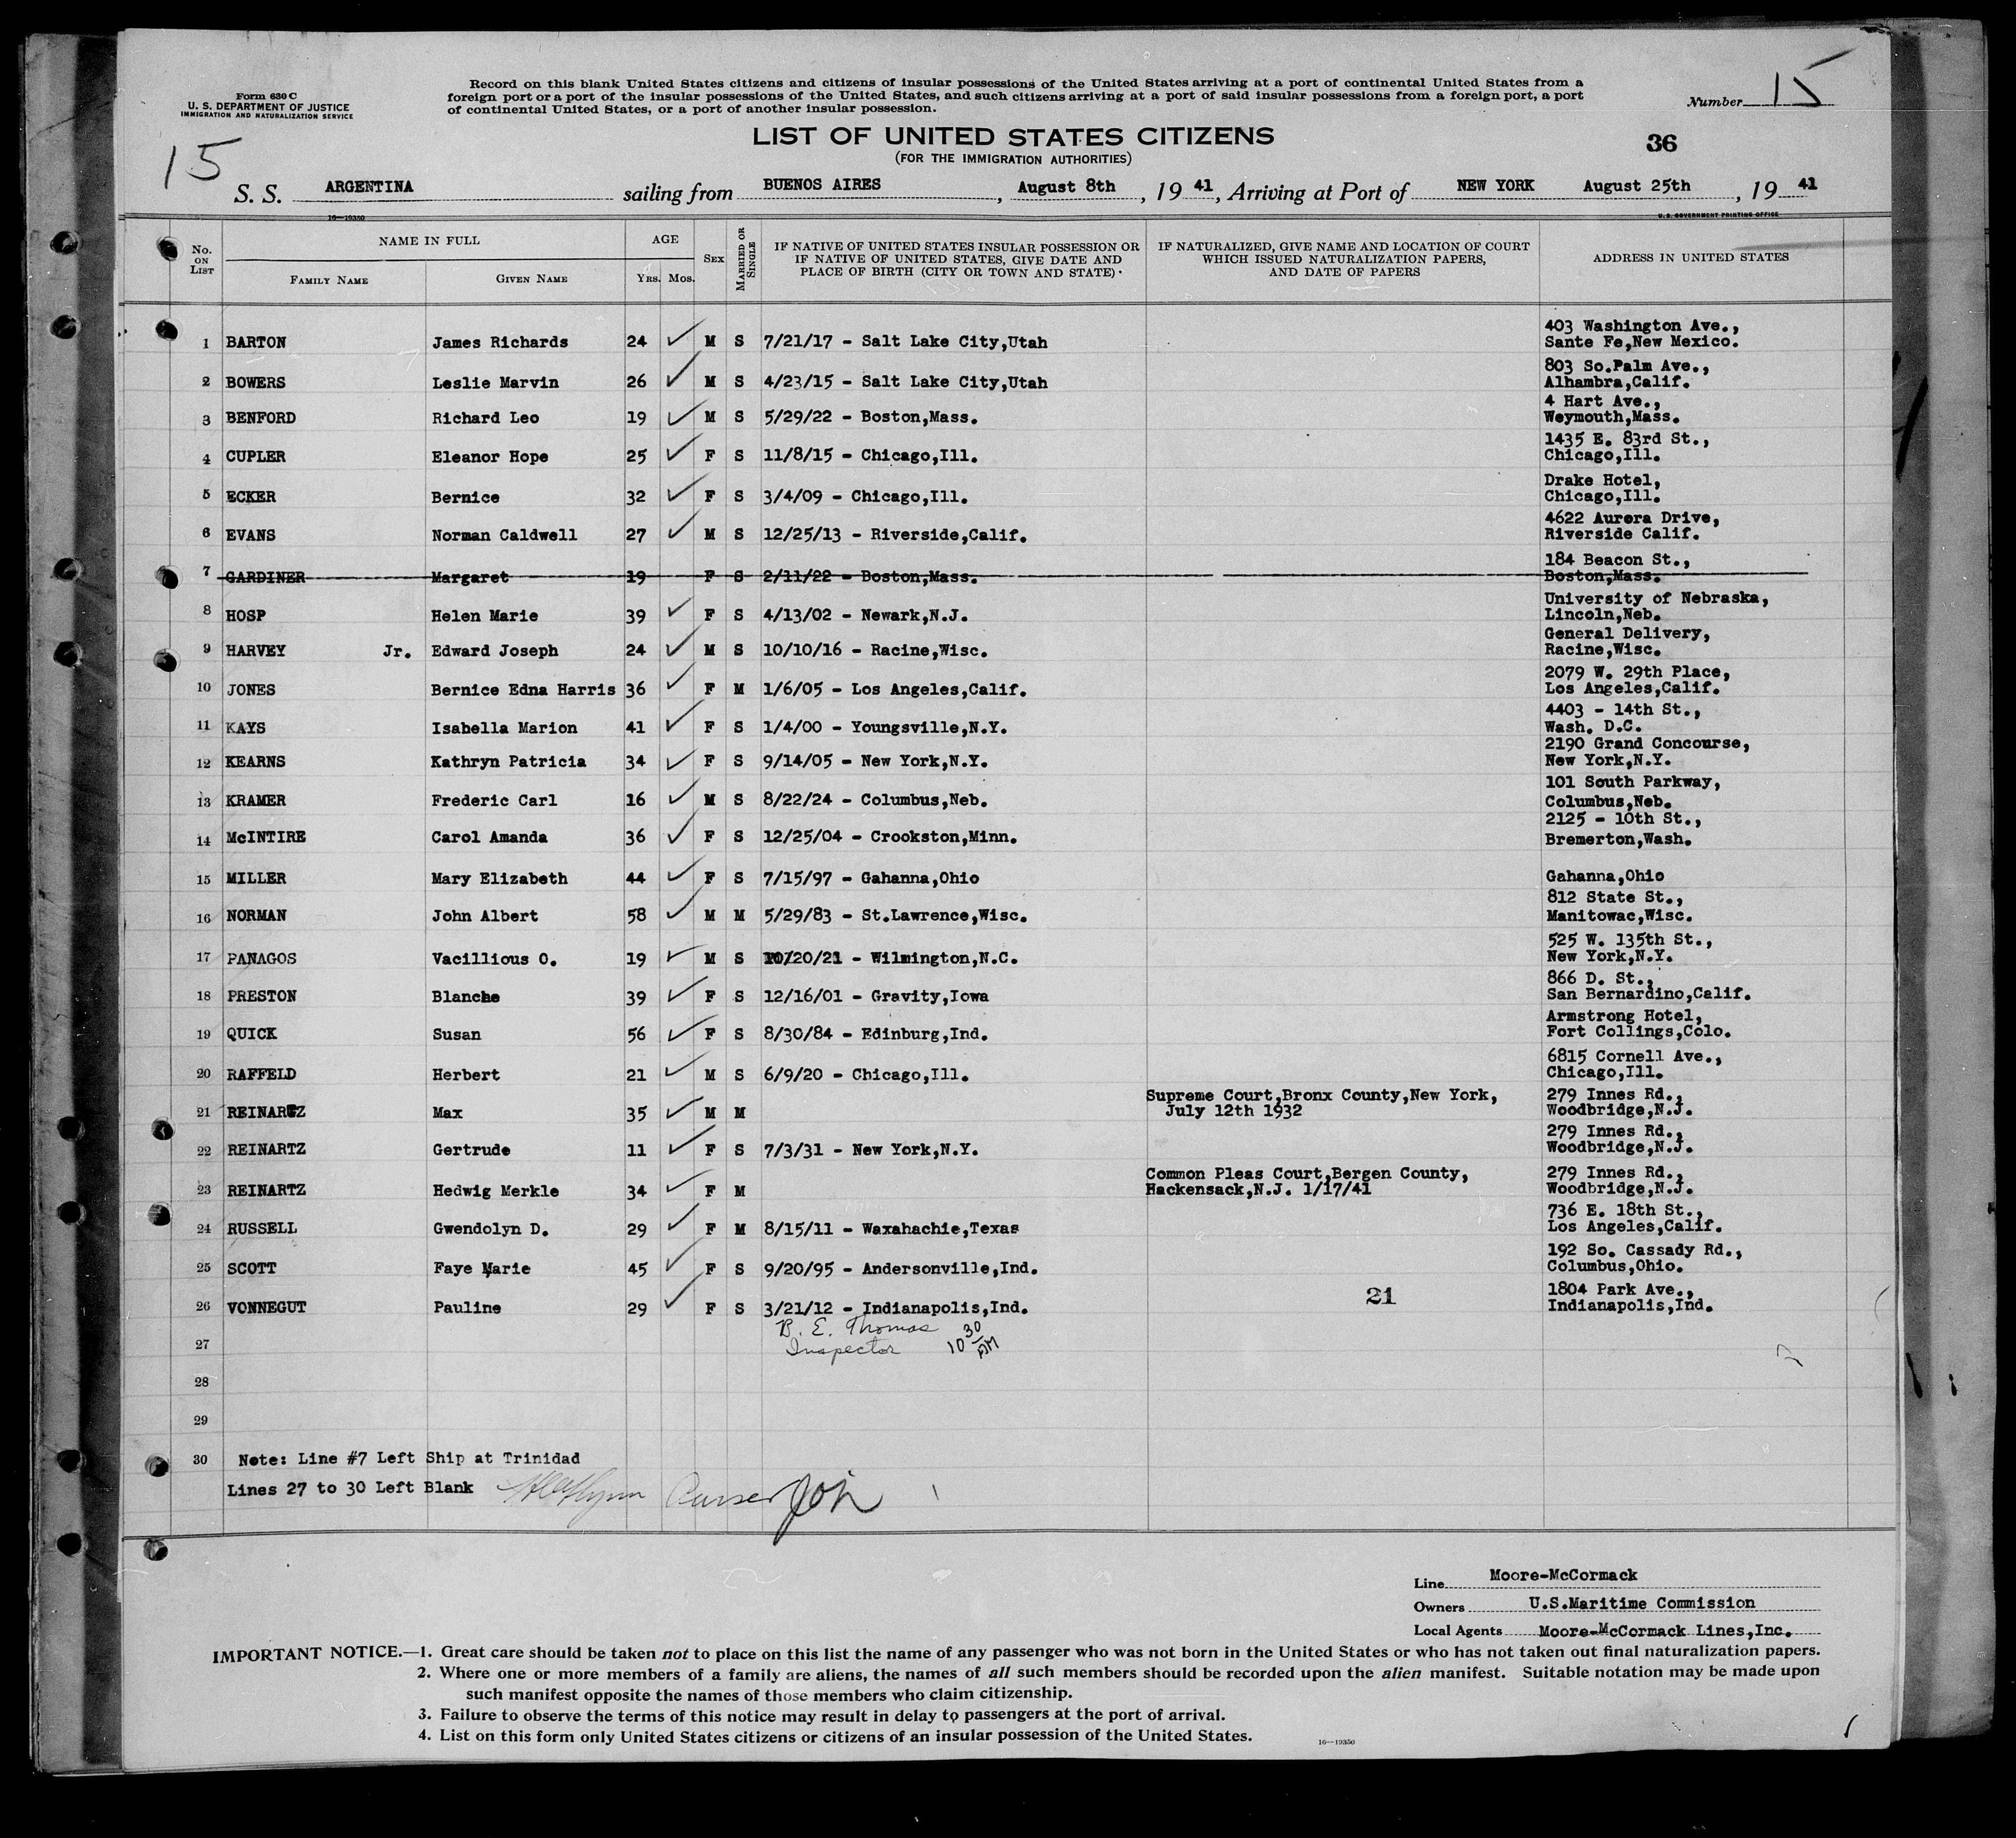 Form 630 C
U. S. DEPARTMENT OF JUSTICE
IMMIGRATION AND NATURALIZATION SERVICE
Record on this blank United States citizens and citizens of insular possessions of the United States arriving at a port of continental United States from a
foreign port or a port of the insular possessions of the United States, and such citizens arriving at a port of said insular possessions from a foreign port, a port
of continental United States, or a port of another insular possession.
Number 15
LIST OF UNITED STATES CITIZENS
(FOR THE IMMIGRATION AUTHORITIES)
36
15
S. S. ARGENTINA sailing from BUENOS AIRES, August 8th, 19 41, Arriving at Port of NEW YORK August 25th, 19 41
16—19350
U.S. GOVERNMENT PRINTING OFFICE
No. ON LIST NAME IN FULL FAMILY NAME GIVEN NAME AGE YRS. MOS. SEX MARRIED OR SINGLE IF NATIVE OF UNITED STATES INSULAR POSSESSION OR IF NATIVE OF UNITED STATES, GIVE DATE AND PLACE OF BIRTH (CITY OR TOWN AND STATE) IF NATURALIZED, GIVE NAME AND LOCATION OF COURT WHICH ISSUED NATURALIZATION PAPERS, AND DATE OF PAPERS ADDRESS IN UNITED STATES
1 BARTON James Richards 24 M S 7/21/17 - Salt Lake City,Utah 403 Washington Ave., Sante Fe,New Mexico.
2 BOWERS Leslie Marvin 26 M S 4/23/15 - Salt Lake City,Utah 803 So.Palm Ave., Alhambra,Calif.
3 BENFORD Richard Leo 19 M S 5/29/22 - Boston,Mass. 4 Hart Ave., Weymouth,Mass.
4 CUPLER Eleanor Hope 25 F S 11/8/15 - Chicago,Ill. 1435 E. 83rd St., Chicago,Ill.
5 ECKER Bernice 32 F S 3/4/09 - Chicago,Ill. Drake Hotel, Chicago,Ill.
6 EVANS Norman Caldwell 27 M S 12/25/13 - Riverside,Calif. 4622 Aurora Drive, Riverside Calif.
7 GARDINER Margaret 19 F S 2/11/22 - Boston,Mass. 184 Beacon St., Boston,Mass.
8 HOSP Helen Marie 39 F S 4/13/02 - Newark,N.J. University of Nebraska, Lincoln,Neb.
9 HARVEY Jr. Edward Joseph 24 M S 10/10/16 - Racine,Wisc. General Delivery, Racine,Wisc.
10 JONES Bernice Edna Harris 36 F M 1/6/05 - Los Angeles,Calif. 2079 W. 29th Place, Los Angeles,Calif.
11 KAYS Isabella Marion 41 F S 1/4/00 - Youngsville,N.Y. 4403 - 14th St., Wash. D.C.
12 KEARNS Kathryn Patricia 34 F S 9/14/05 - New York,N.Y. 2190 Grand Concourse, New York,N.Y.
13 KRAMER Frederic Carl 16 M S 8/22/24 - Columbus,Neb. 101 South Parkway, Columbus,Neb.
14 McINTIRE Carol Amanda 36 F S 12/25/04 - Crookston,Minn. 2125 - 10th St., Bremerton,Wash.
15 MILLER Mary Elizabeth 44 F S 7/15/97 - Gahanna,Ohio Gahanna,Ohio
16 NORMAN John Albert 58 M M 5/29/83 - St.Lawrence,Wisc. 812 State St., Manitowac,Wisc.
17 PANAGOS Vacillious O. 19 M S 10/20/21 - Wilmington,N.C. 525 W. 135th St., New York,N.Y.
18 PRESTON Blanche 39 F S 12/16/01 - Gravity,Iowa 866 D. St., San Bernardino,Calif.
19 QUICK Susan 56 F S 8/30/84 - Edinburg,Ind. Armstrong Hotel, Fort Collings,Colo.
20 RAFFELD Herbert 21 M S 6/9/20 - Chicago,Ill. 6815 Cornell Ave., Chicago,Ill.
21 REINARTZ Max 35 M M Supreme Court,Bronx County,New York, July 12th 1932 279 Innes Rd., Woodbridge,N.J.
22 REINARTZ Gertrude 11 F S 7/3/31 - New York,N.Y. 279 Innes Rd., Woodbridge,N.J.
23 REINARTZ Hedwig Merkle 34 F M Common Pleas Court,Bergen County, Hackensack,N.J. 1/17/41 279 Innes Rd., Woodbridge,N.J.
24 RUSSELL Gwendolyn D. 29 F M 8/15/11 - Waxahachie,Texas 736 E. 18th St., Los Angeles,Calif.
25 SCOTT Faye Marie 45 F S 9/20/95 - Andersonville,Ind. 192 So. Cassady Rd., Columbus,Ohio.
26 VONNEGUT Pauline 29 F S 3/21/12 - Indianapolis,Ind. 21 1804 Park Ave., Indianapolis,Ind.
B. E. Thomas
27 Inspector 10 30 AM
28
29
30 Note: Line #7 Left Ship at Trinidad
Lines 27 to 30 Left Blank Purser
Line Moore-McCormack
Owners U.S.Maritime Commission
Local Agents Moore-McCormack Lines,Inc.
IMPORTANT NOTICE.—1. Great care should be taken not to place on this list the name of any passenger who was not born in the United States or who has not taken out final naturalization papers.
2. Where one or more members of a family are aliens, the names of all such members should be recorded upon the alien manifest. Suitable notation may be made upon
such manifest opposite the names of those members who claim citizenship.
3. Failure to observe the terms of this notice may result in delay to passengers at the port of arrival.
4. List on this form only United States citizens or citizens of an insular possession of the United States.
16—19350